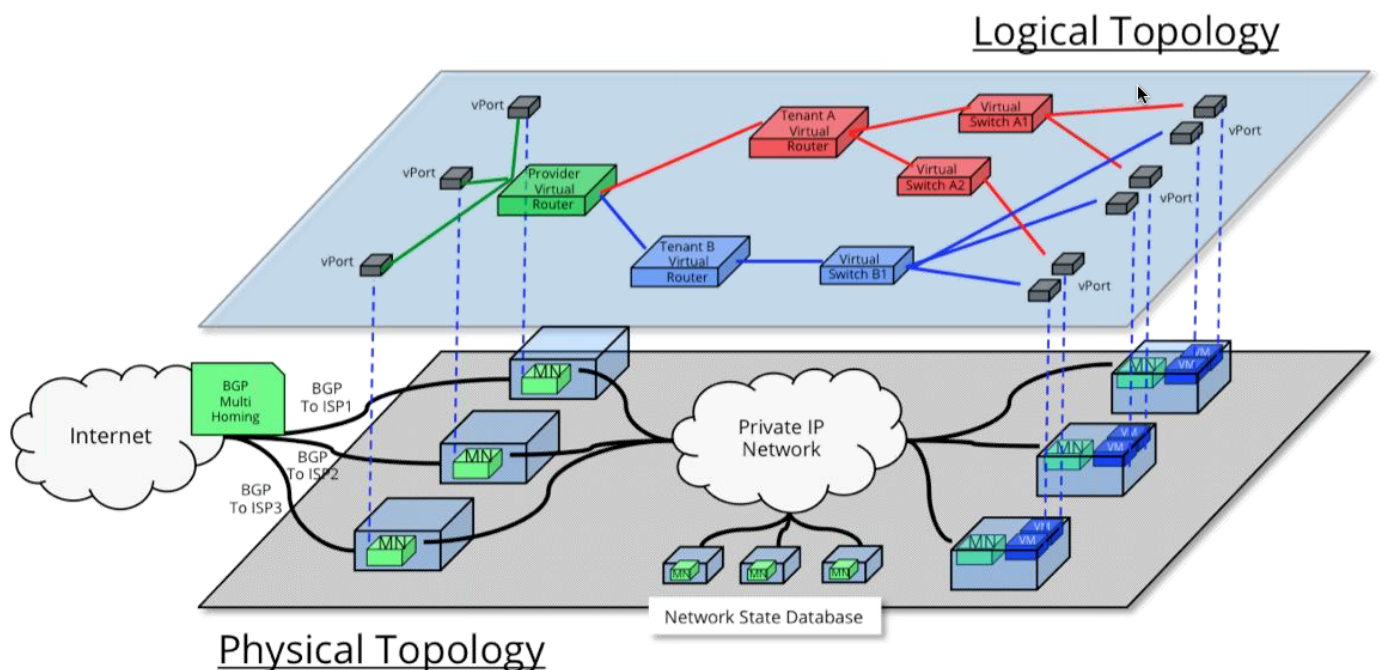 Logical Topology
vPort
vPort
vPort
Provider
Virtual
Router
Tenant A
Virtual
Router
Virtual
Switch A1
Virtual
Switch A2
Tenant B
Virtual
Router
Virtual
Switch B1
vPort
vPort
vPort
Internet
BGP
Multi
Homing
BGP
To ISP1
BGP
To ISP2
BGP
To ISP3
MN
MN
MN
Private IP
Network
MN
VM
VM
MN
VM
VM
MN
VM
VM
MN
MN
MN
Network State Database
Physical Topology